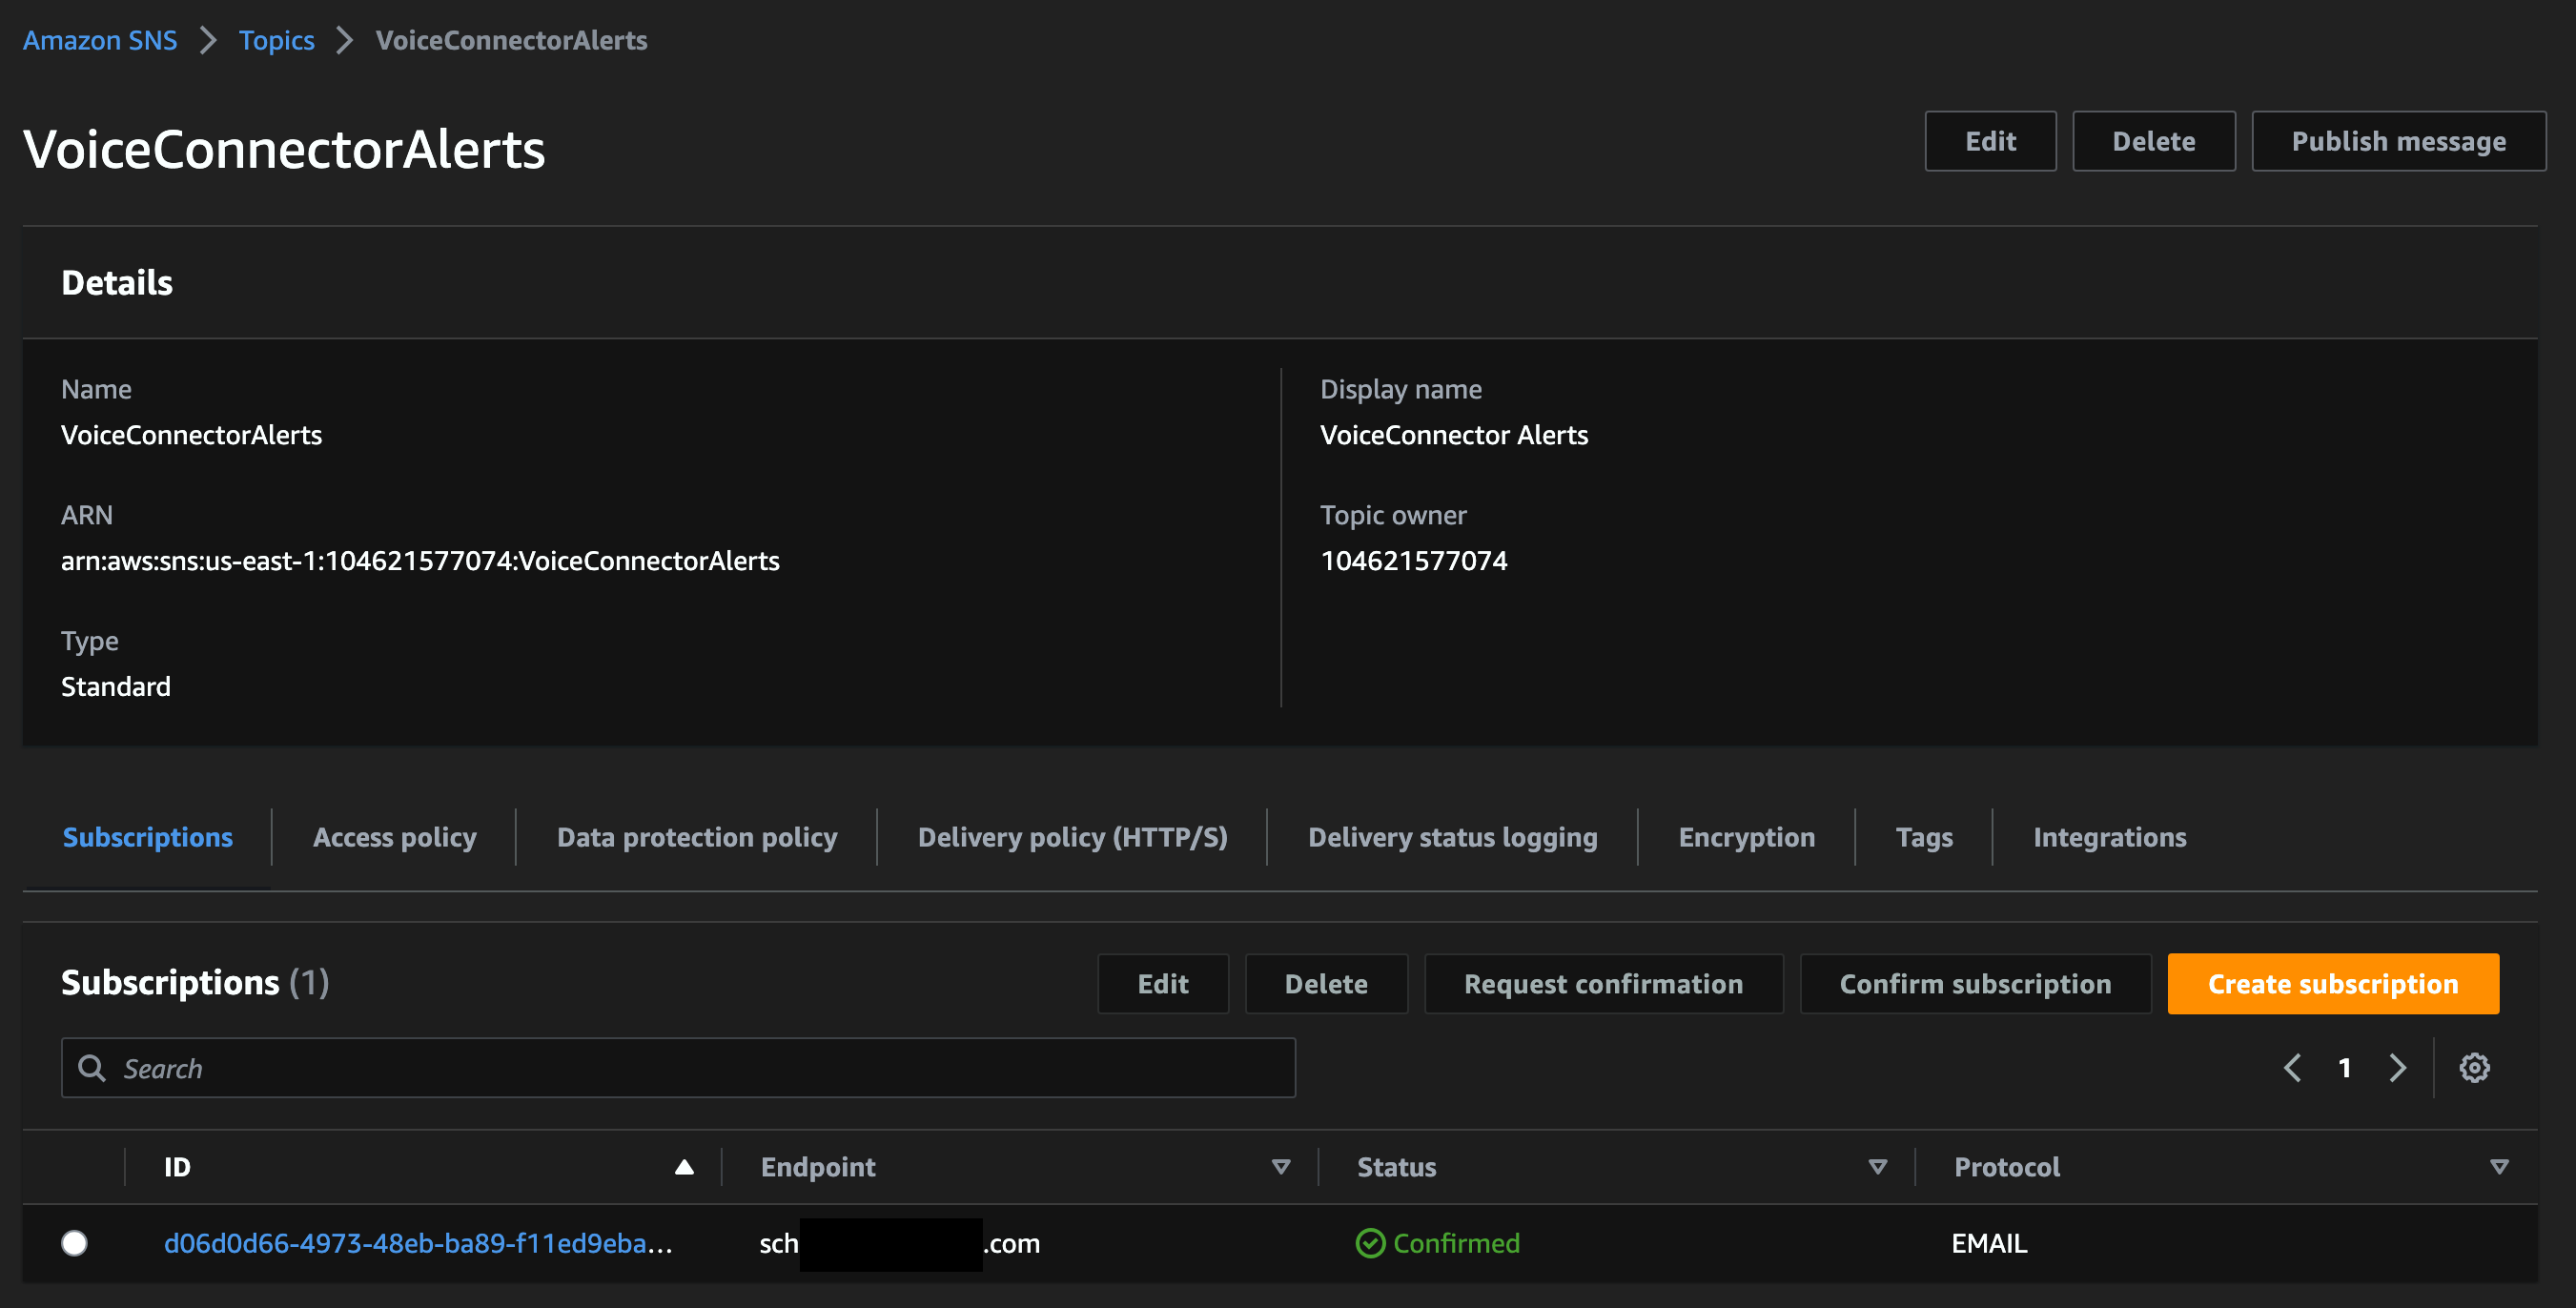 Amazon SNS > Topics > VoiceConnectorAlerts
VoiceConnectorAlerts
Edit Delete Publish message
Details
Name
VoiceConnectorAlerts
Display name
VoiceConnector Alerts
ARN
arn:aws:sns:us-east-1:104621577074:VoiceConnectorAlerts
Topic owner
104621577074
Type
Standard
Subscriptions Access policy Data protection policy Delivery policy (HTTP/S) Delivery status logging Encryption Tags Integrations
Subscriptions (1)
Edit Delete Request confirmation Confirm subscription Create subscription
Search
1
ID Endpoint Status Protocol
d06d0d66-4973-48eb-ba89-f11ed9eba... sch .com Confirmed EMAIL